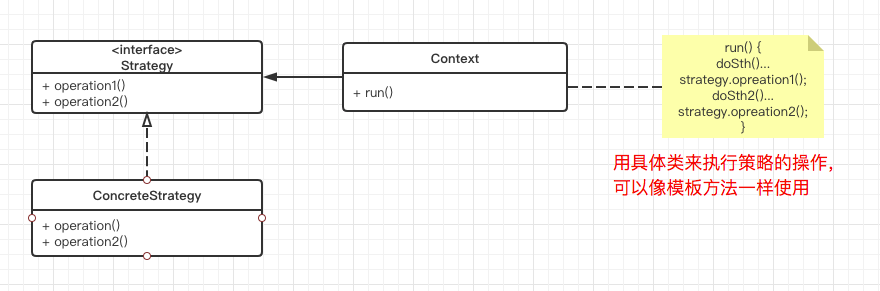 <interface>
Strategy
+ operation1()
+ operation2()
Context
+ run()
run() {
doSth()...
strategy.opreation1();
doSth2()...
strategy.opreation2();
}
用具体类来执行策略的操作,
可以像模板方法一样使用
ConcreteStrategy
+ operation()
+ operation2()